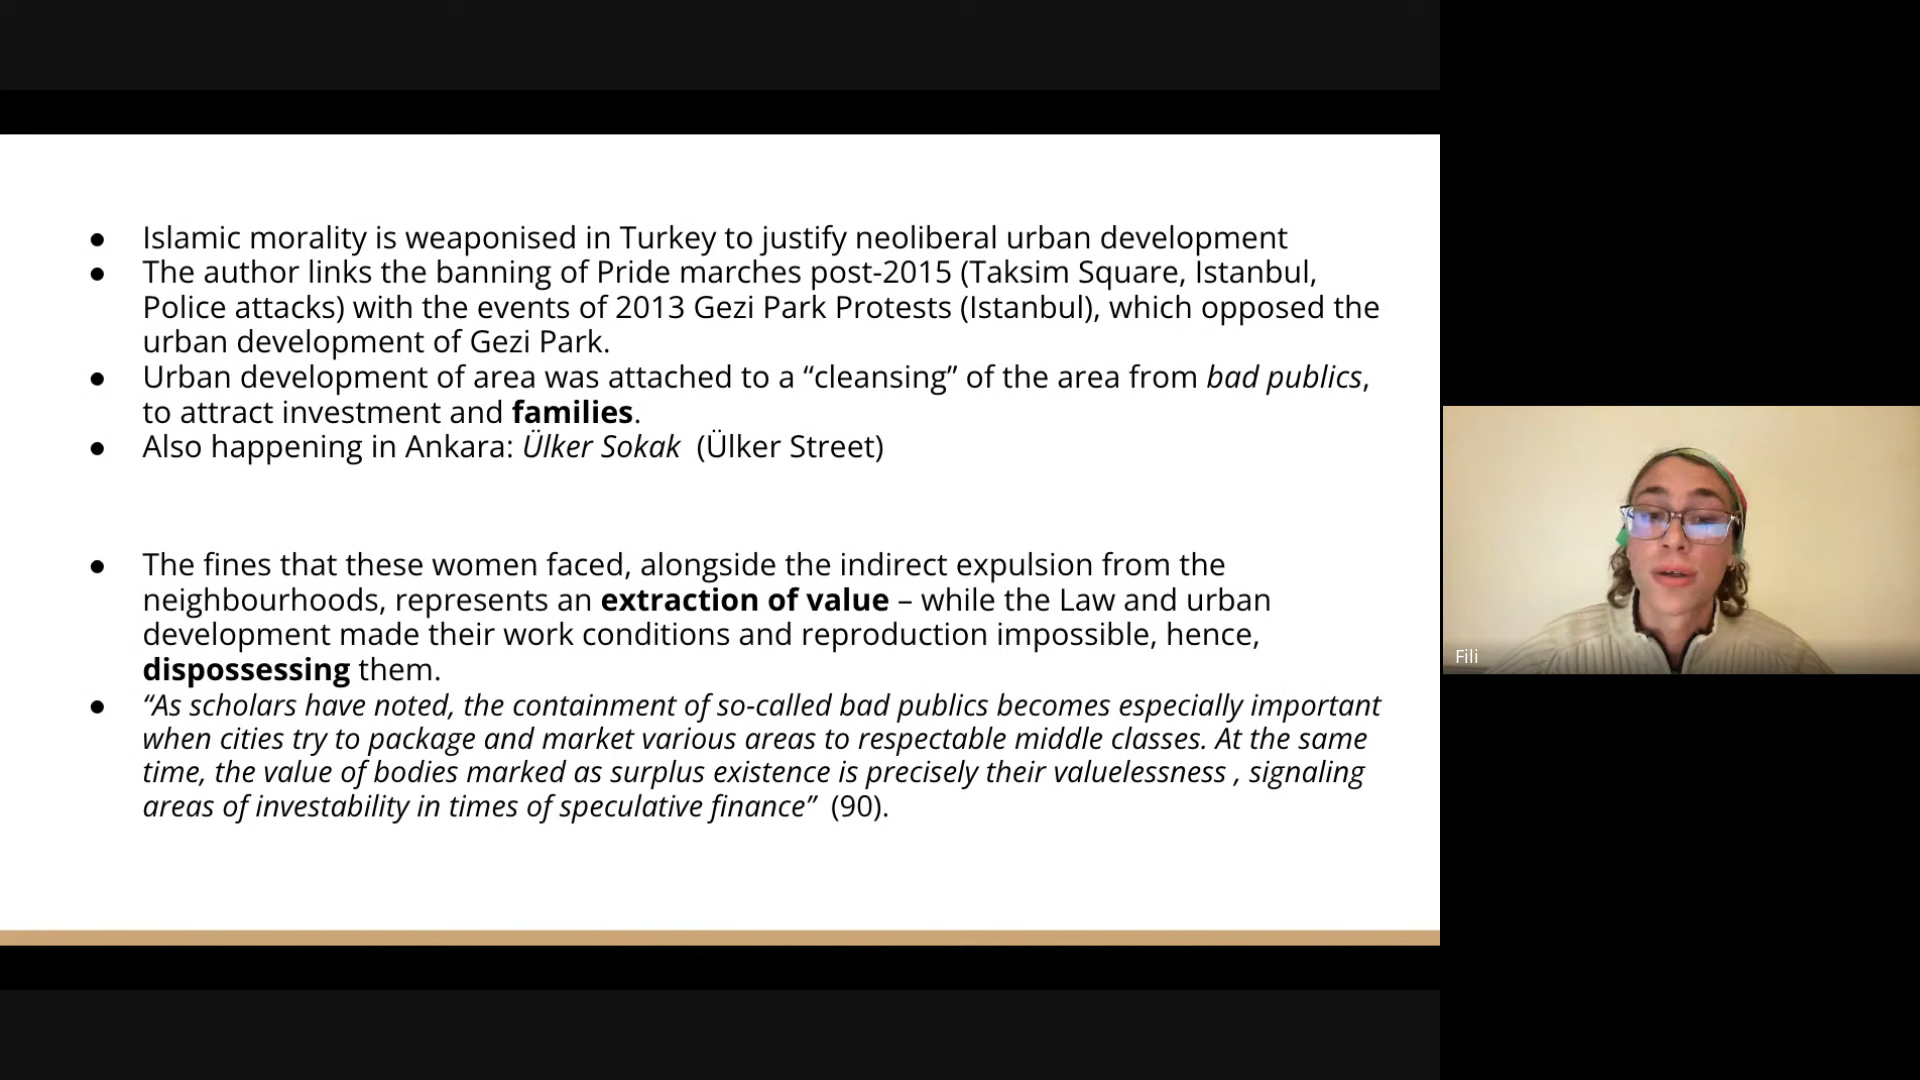 ● Islamic morality is weaponised in Turkey to justify neoliberal urban development
● The author links the banning of Pride marches post-2015 (Taksim Square, Istanbul,
Police attacks) with the events of 2013 Gezi Park Protests (Istanbul), which opposed the
urban development of Gezi Park.
● Urban development of area was attached to a “cleansing” of the area from bad publics,
to attract investment and families.
● Also happening in Ankara: Ülker Sokak (Ülker Street)
● The fines that these women faced, alongside the indirect expulsion from the
neighbourhoods, represents an extraction of value – while the Law and urban
development made their work conditions and reproduction impossible, hence,
dispossessing them.
● “As scholars have noted, the containment of so-called bad publics becomes especially important
when cities try to package and market various areas to respectable middle classes. At the same
time, the value of bodies marked as surplus existence is precisely their valuelessness , signaling
areas of investability in times of speculative finance” (90).
Fili